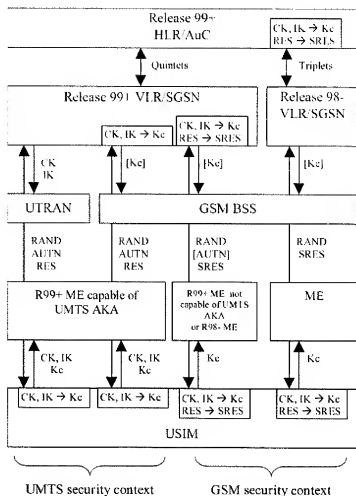 Release 99+
HLR/AuC
CK, IK → Kc
RES → SRES
Quintets
Triplets
Release 99+ VLR/SGSN
CK, IK → Kc
CK, IK → Kc
RES → SRES
Release 98-
VLR/SGSN
CK
IK
[Kc]
[Kc]
[Kc]
UTRAN
GSM BSS
RAND
AUTN
RES
RAND
AUTN
RES
RAND
[AUTN]
SRES
RAND
SRES
R99+ ME capable of
UMTS AKA
R99+ ME not
capable of UMTS
AKA
or R98- ME
ME
CK, IK
Kc
CK, IK
Kc
Kc
Kc
CK, IK → Kc
CK, IK → Kc
CK, IK → Kc
RES → SRES
CK, IK → Kc
RES → SRES
USIM
UMTS security context
GSM security context